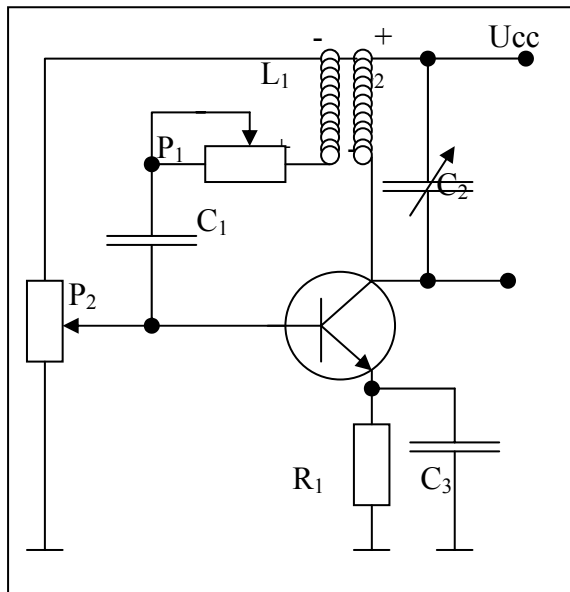 - + Ucc
L₁ 2
P₁ +
- C₂
C₁
P₂
R₁ C₃